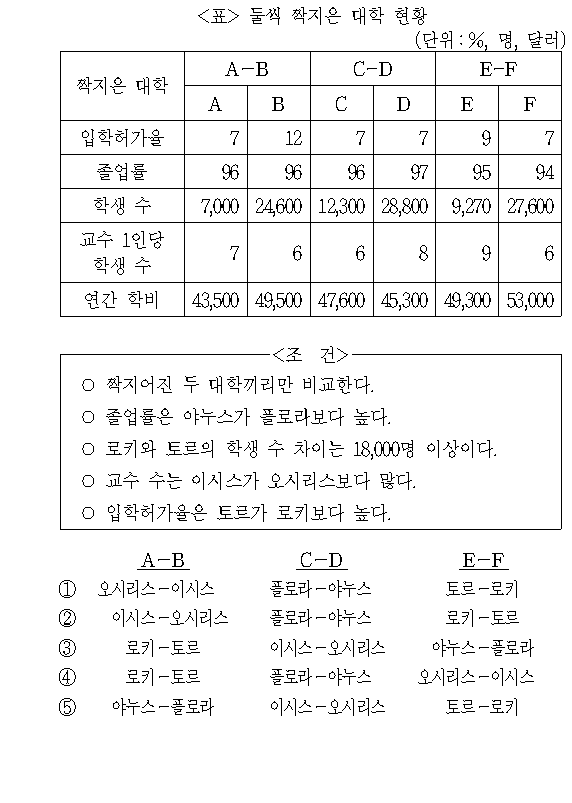 <표> 둘씩 짝지은 대학 현황
(단위 : %, 명, 달러)
짝지은 대학 A-B C-D E-F
A B C D E F
입학허가율 7 12 7 7 9 7
졸업률 96 96 96 97 95 94
학생 수 7,000 24,600 12,300 28,800 9,270 27,600
교수 1인당
학생 수 7 6 6 8 9 6
연간 학비 43,500 49,500 47,600 45,300 49,300 53,000
<조 건>
○ 짝지어진 두 대학끼리만 비교한다.
○ 졸업률은 야누스가 플로라보다 높다.
○ 로키와 토르의 학생 수 차이는 18,000명 이상이다.
○ 교수 수는 이시스가 오시리스보다 많다.
○ 입학허가율은 토르가 로키보다 높다.
A-B C-D E-F
① 오시리스-이시스 플로라-야누스 토르-로키
② 이시스-오시리스 플로라-야누스 로키-토르
③ 로키-토르 이시스-오시리스 야누스-플로라
④ 로키-토르 플로라-야누스 오시리스-이시스
⑤ 야누스-플로라 이시스-오시리스 토르-로키